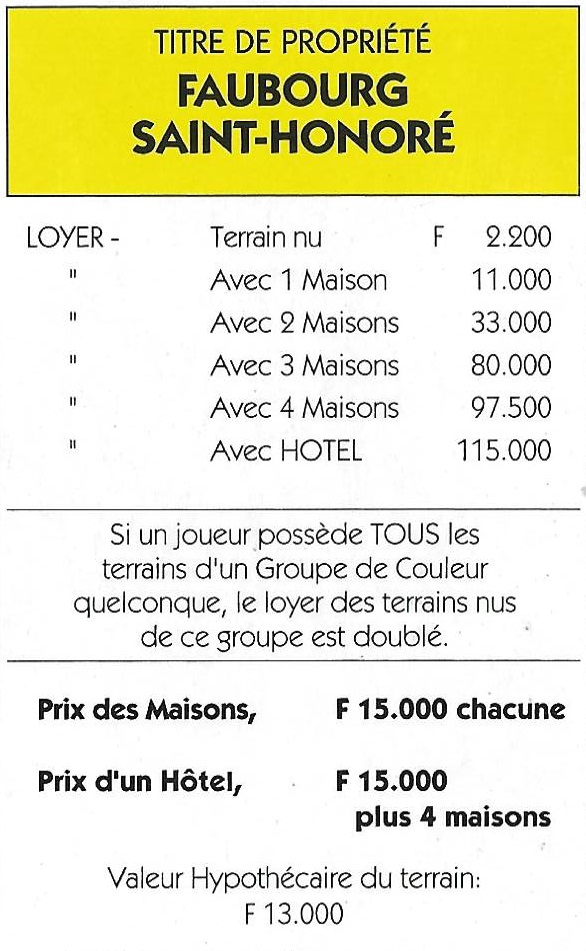 TITRE DE PROPRIÉTÉ
FAUBOURG
SAINT-HONORÉ
LOYER - Terrain nu F 2.200
" Avec 1 Maison 11.000
" Avec 2 Maisons 33.000
" Avec 3 Maisons 80.000
" Avec 4 Maisons 97.500
" Avec HOTEL 115.000
Si un joueur possède TOUS les
terrains d'un Groupe de Couleur
quelconque, le loyer des terrains nus
de ce groupe est doublé.
Prix des Maisons, F 15.000 chacune
Prix d'un Hôtel, F 15.000
plus 4 maisons
Valeur Hypothécaire du terrain:
F 13.000